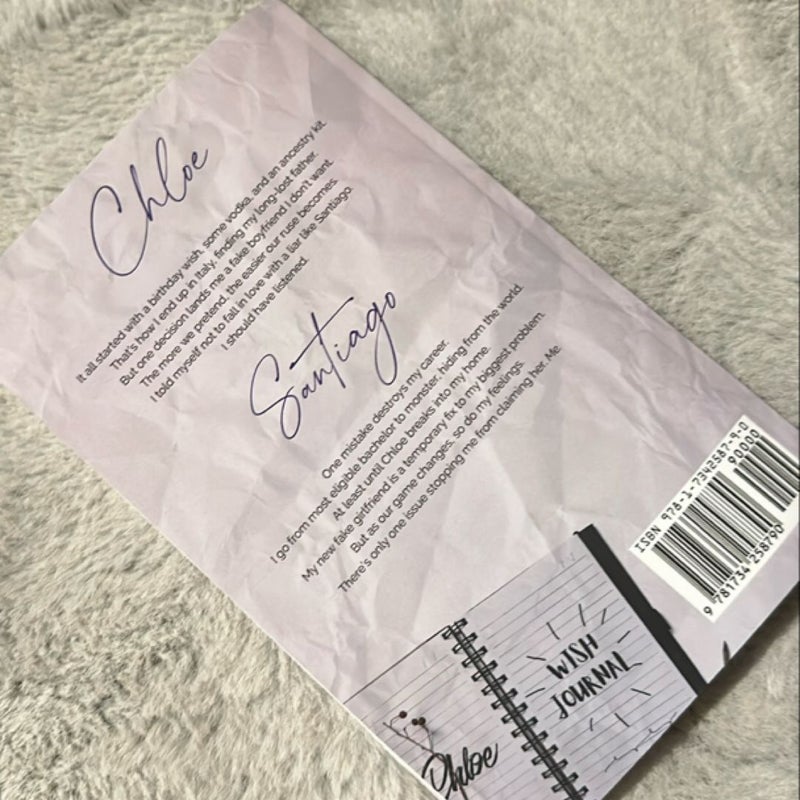 Chloe
It all started with a birthday wish, some vodka, and an ancestry kit.
That's how I end up in Italy, finding my long-lost father.
But one decision lands me a fake boyfriend I don't want.
The more we pretend, the easier our ruse becomes.
I told myself not to fall in love with a liar like Santiago.
I should have listened.
Santiago
One mistake destroys my career.
I go from most eligible bachelor to monster, hiding from the world.
At least until Chloe breaks into my home.
My new fake girlfriend is a temporary fix to my biggest problem.
But as our game changes, so do my feelings.
There's only one issue stopping me from claiming her. Me.
ISBN 978-1-7342587-9-0
90000
9 781734 258790
WISH
JOURNAL
Chloe